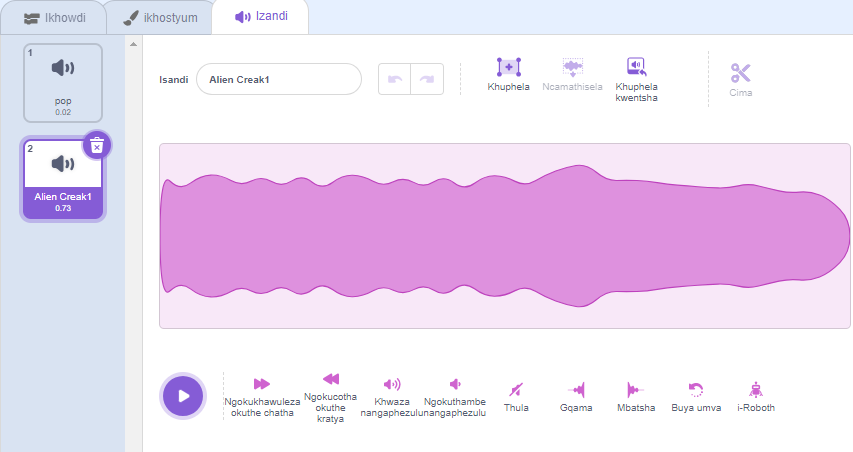 Ikhowdi
ikhostyum
Izandi
1
pop
0.02
2
Alien Creak1
0.73
Isandi
Alien Creak1
Khuphela
Ncamathisela
Khuphela
kwentsha
Cima
Ngokukhawuleza
okuthe chatha
Ngokucotha
okuthe
kratya
Khwaza
nangaphezulu
Ngokuthambe
nangaphezulu
Thula
Gqama
Mbatsha
Buya umva
i-Roboth